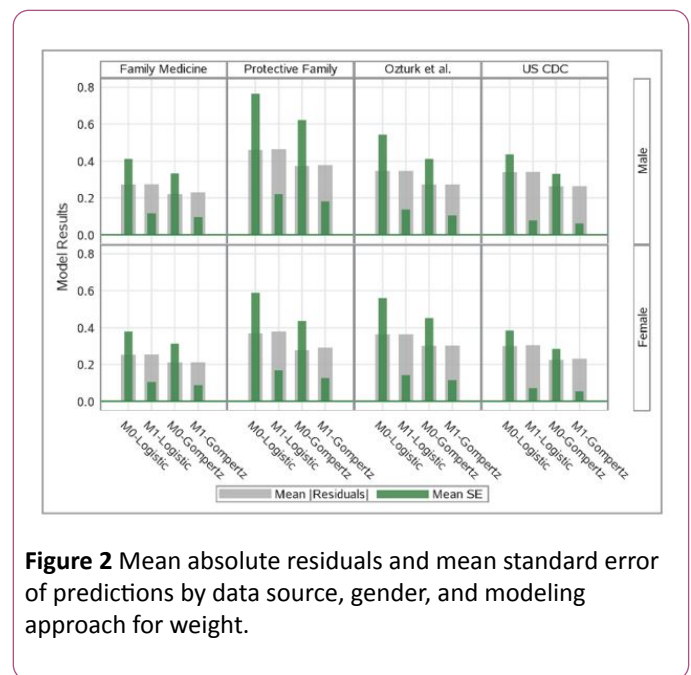 Family Medicine Protective Family Ozturk et al. US CDC
0.8
0.6
0.4
0.2
0.0
Male
0.8
0.6
0.4
0.2
0.0
Female
Model Results
M0-Logistic M1-Logistic M0-Gompertz M1-Gompertz M0-Logistic M1-Logistic M0-Gompertz M1-Gompertz M0-Logistic M1-Logistic M0-Gompertz M1-Gompertz M0-Logistic M1-Logistic M0-Gompertz M1-Gompertz
Mean |Residuals| Mean SE
Figure 2 Mean absolute residuals and mean standard error
of predictions by data source, gender, and modeling
approach for weight.